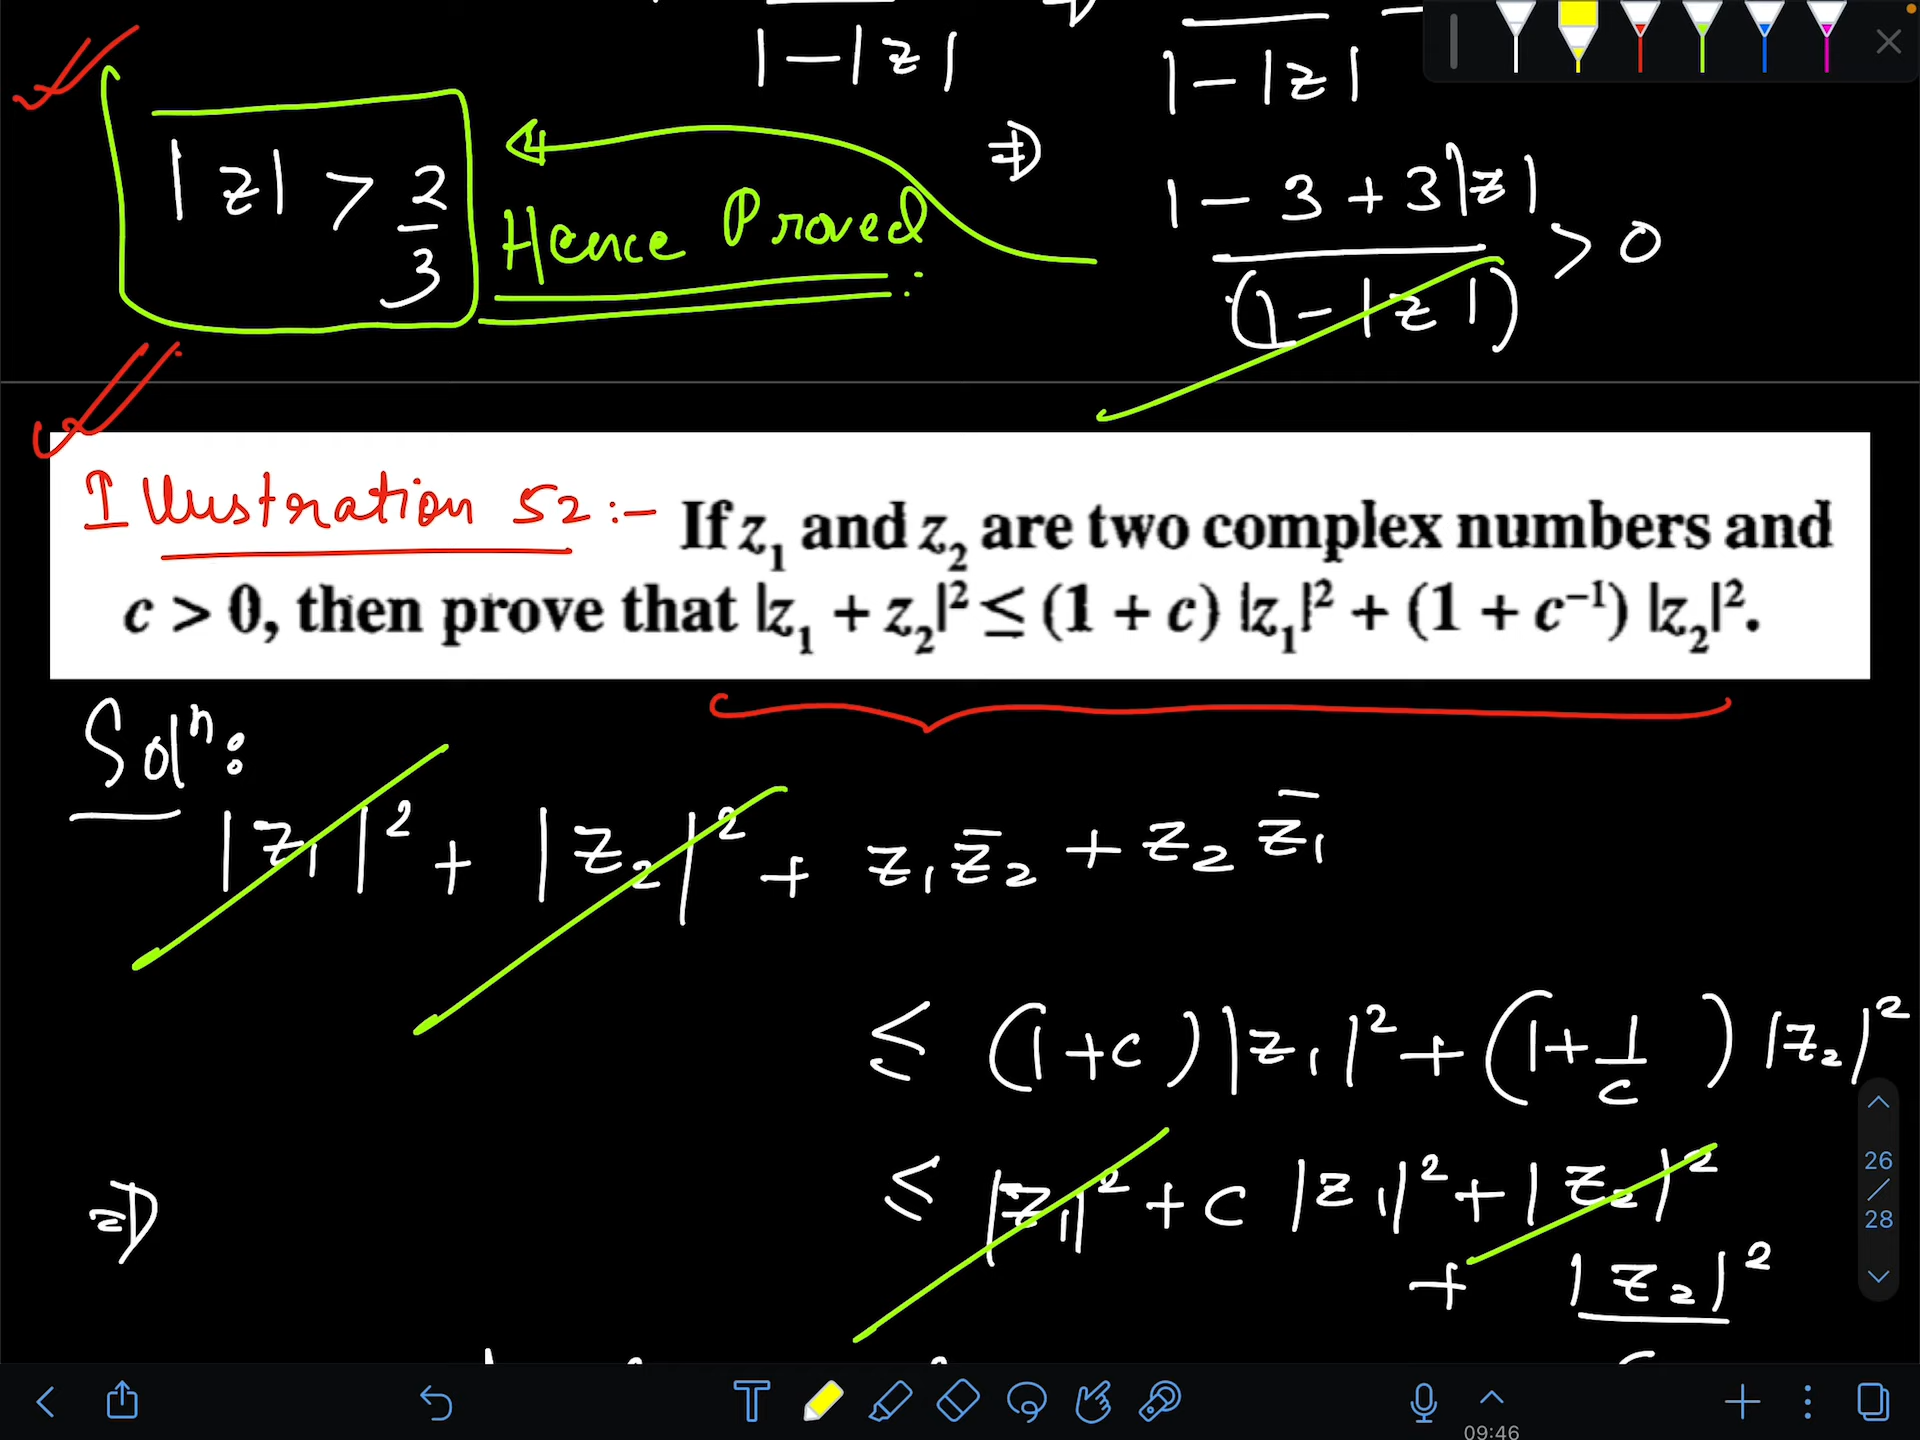 1-|z|
1-|z|
|z| > 2/3
Hence Proved
⇒ (1 - 3 + 3|z|)/(1-|z|) > 0
Illustration 52:- If z₁ and z₂ are two complex numbers and
c > 0, then prove that |z₁ + z₂|² ≤ (1 + c) |z₁|² + (1 + c⁻¹) |z₂|².
Solⁿ:
|z₁|² + |z₂|² + z₁z̄₂ + z₂z̄₁
≤ (1+c)|z₁|² + (1+1/c)|z₂|²
⇒ ≤ |z₁|² + c|z₁|² + |z₂|²
+ |z₂|²
26/28
T
09:46